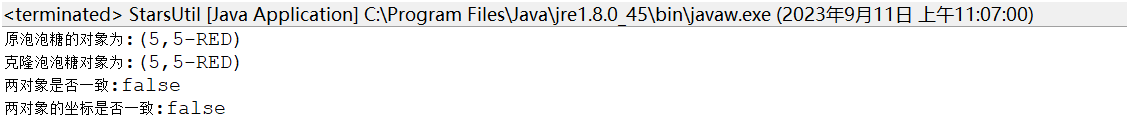 <terminated> StarsUtil [Java Application] C:\Program Files\Java\jre1.8.0_45\bin\javaw.exe (2023年9月11日 上午11:07:00)
原泡泡糖的对象为:(5,5-RED)
克隆泡泡糖对象为:(5,5-RED)
两对象是否一致:false
两对象的坐标是否一致:false